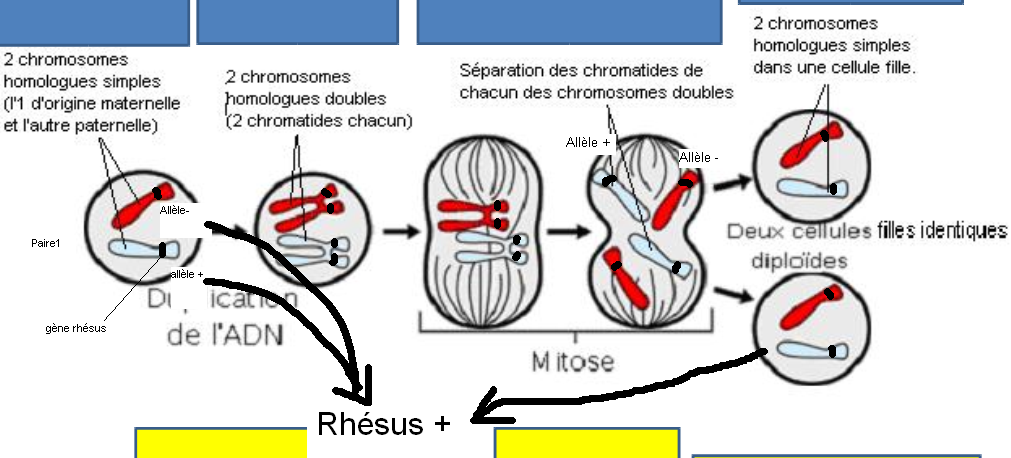 2 chromosomes
homologues simples
(l'1 d'origine maternelle
et l'autre paternelle)
2 chromosomes
homologues doubles
(2 chromatides chacun)
Séparation des chromatides de
chacun des chromosomes doubles
2 chromosomes
homologues simples
dans une cellule fille.
Allèle +
Allèle -
Allèle-
Paire1
allèle +
gène rhésus
de l'ADN
Mitose
Deux cellules filles identiques
diploïdes
Rhésus +